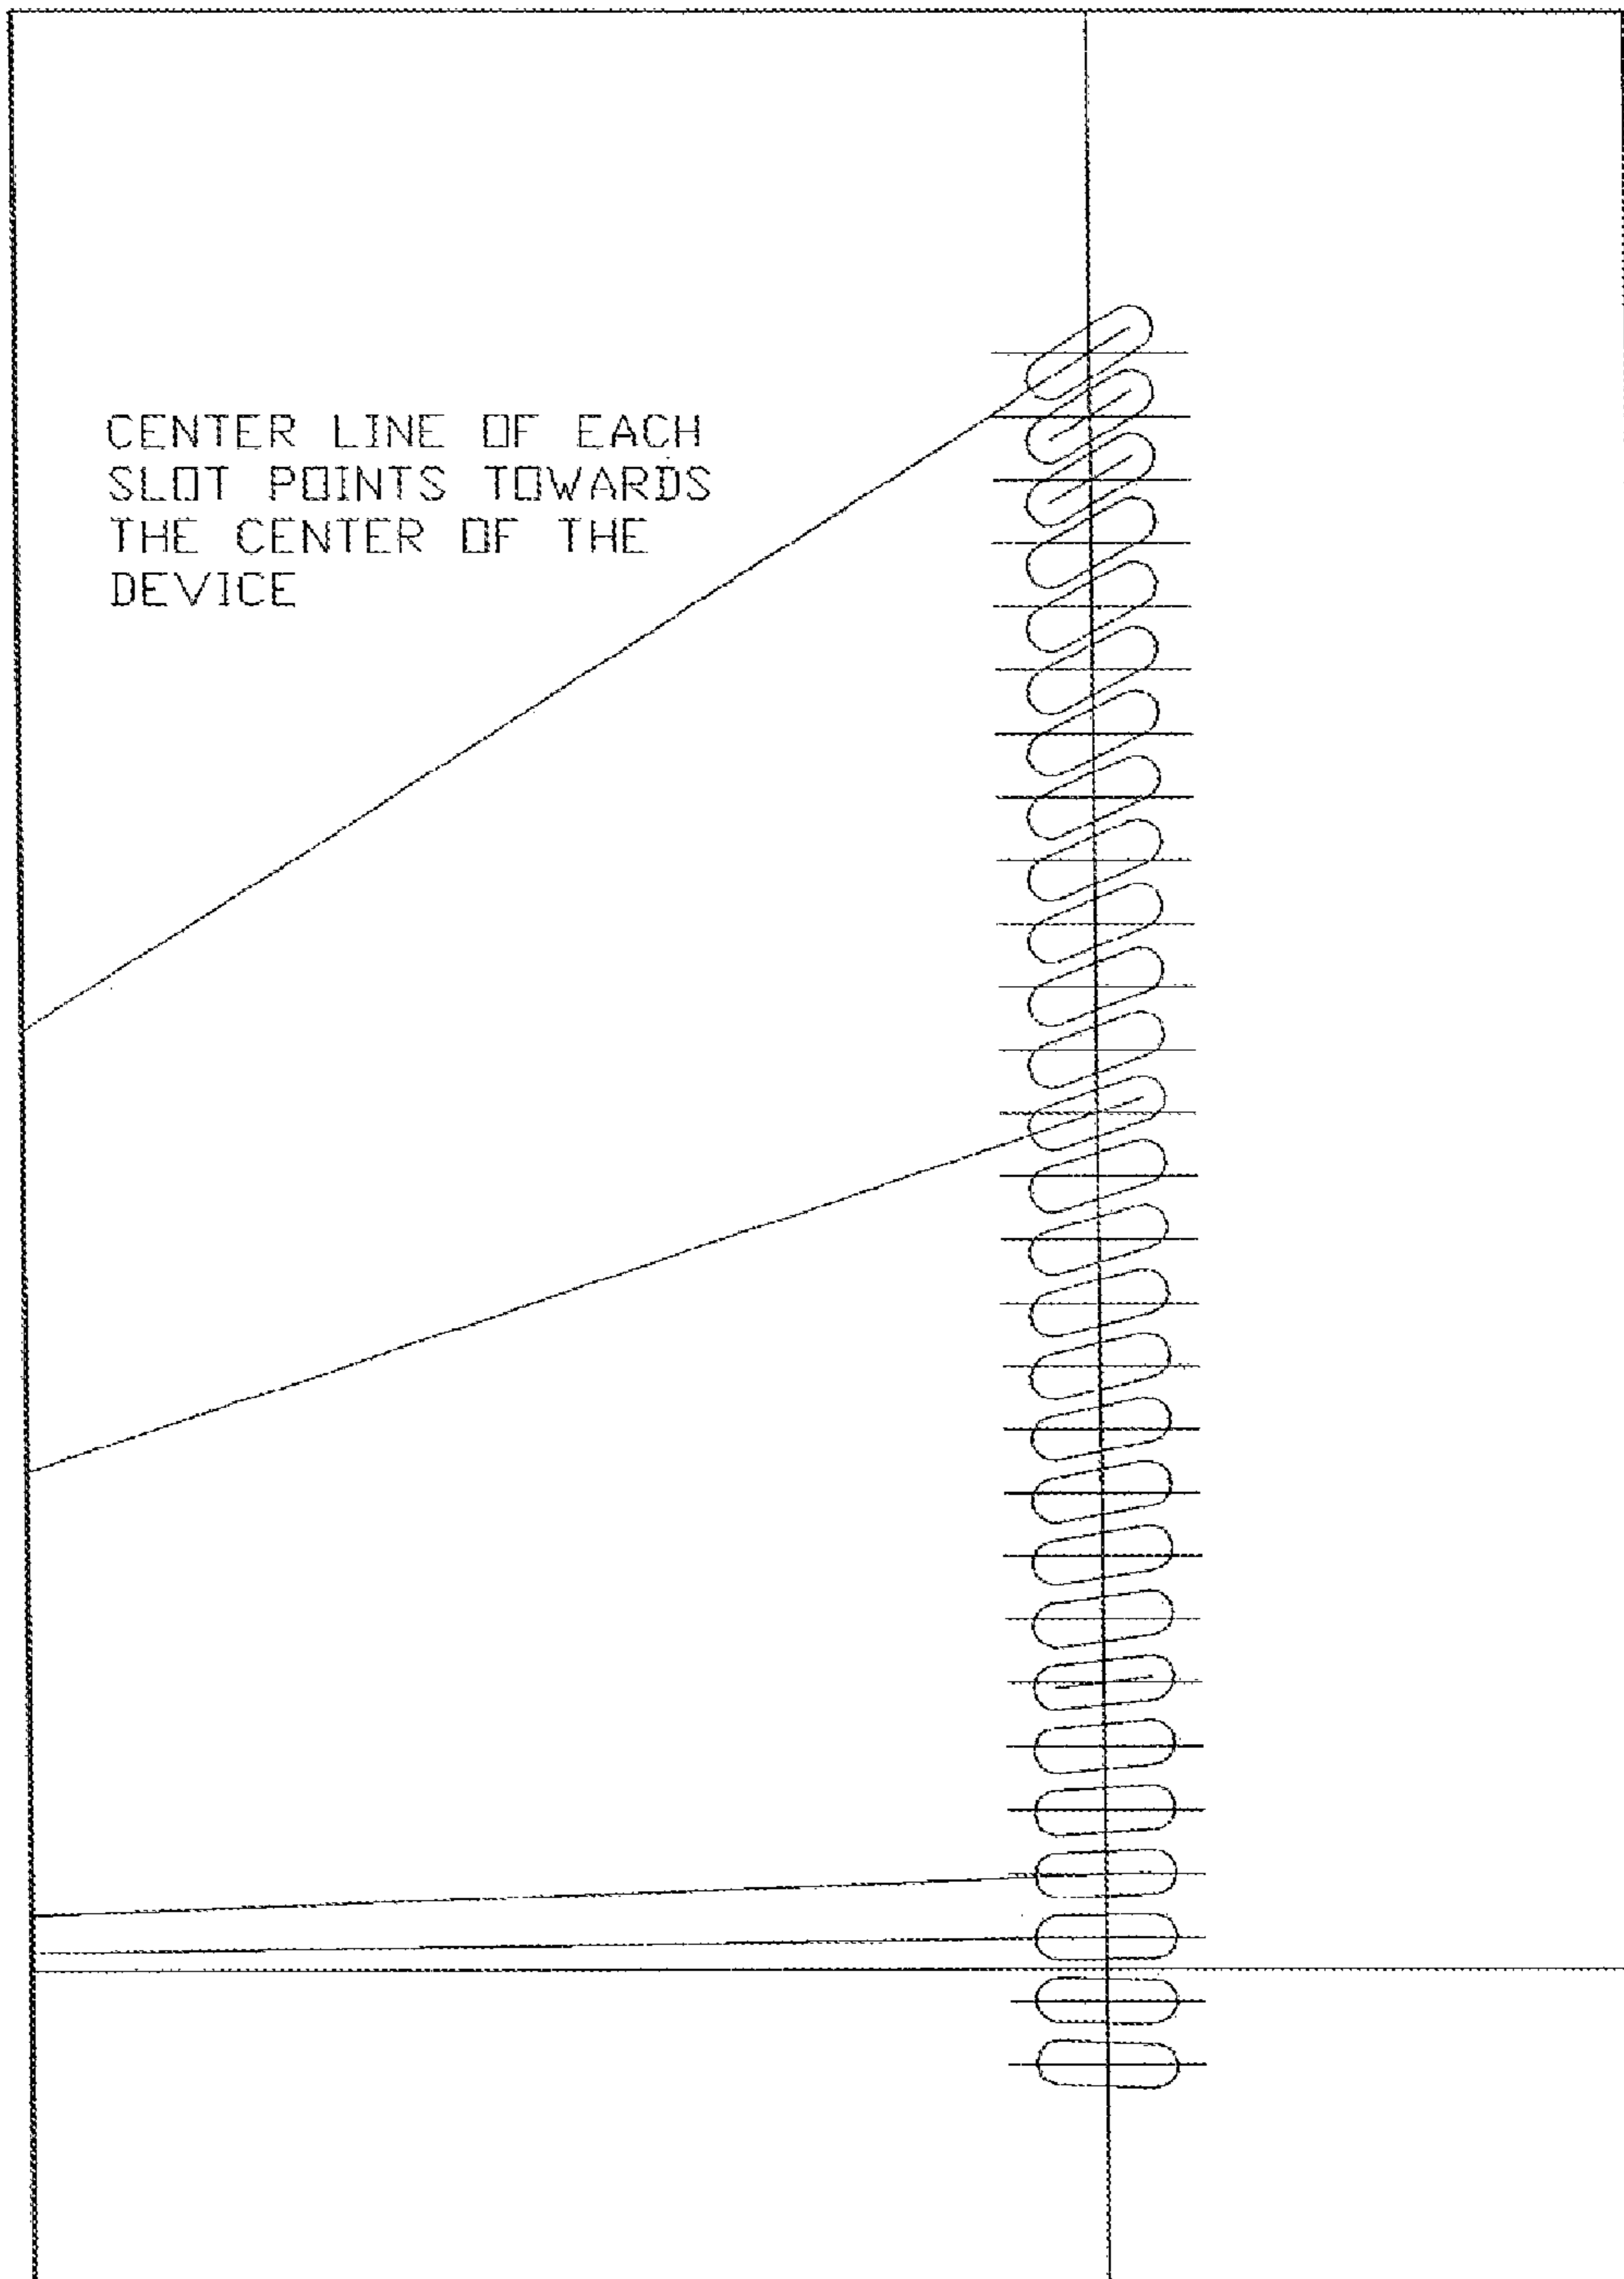 CENTER LINE OF EACH
SLOT POINTS TOWARDS
THE CENTER OF THE
DEVICE